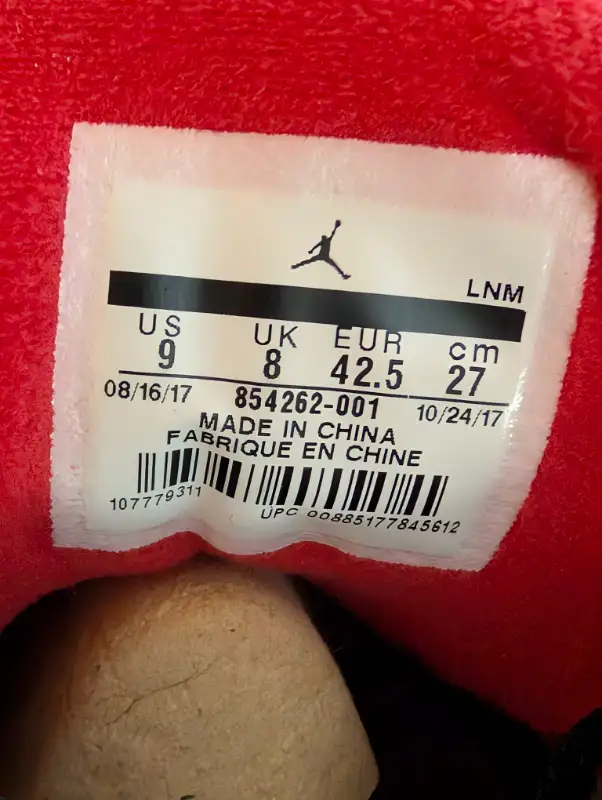 LNM
US UK EUR cm
9 8 42.5 27
08/16/17 854262-001 10/24/17
MADE IN CHINA
FABRIQUE EN CHINE
107779311 UPC 00885177845612